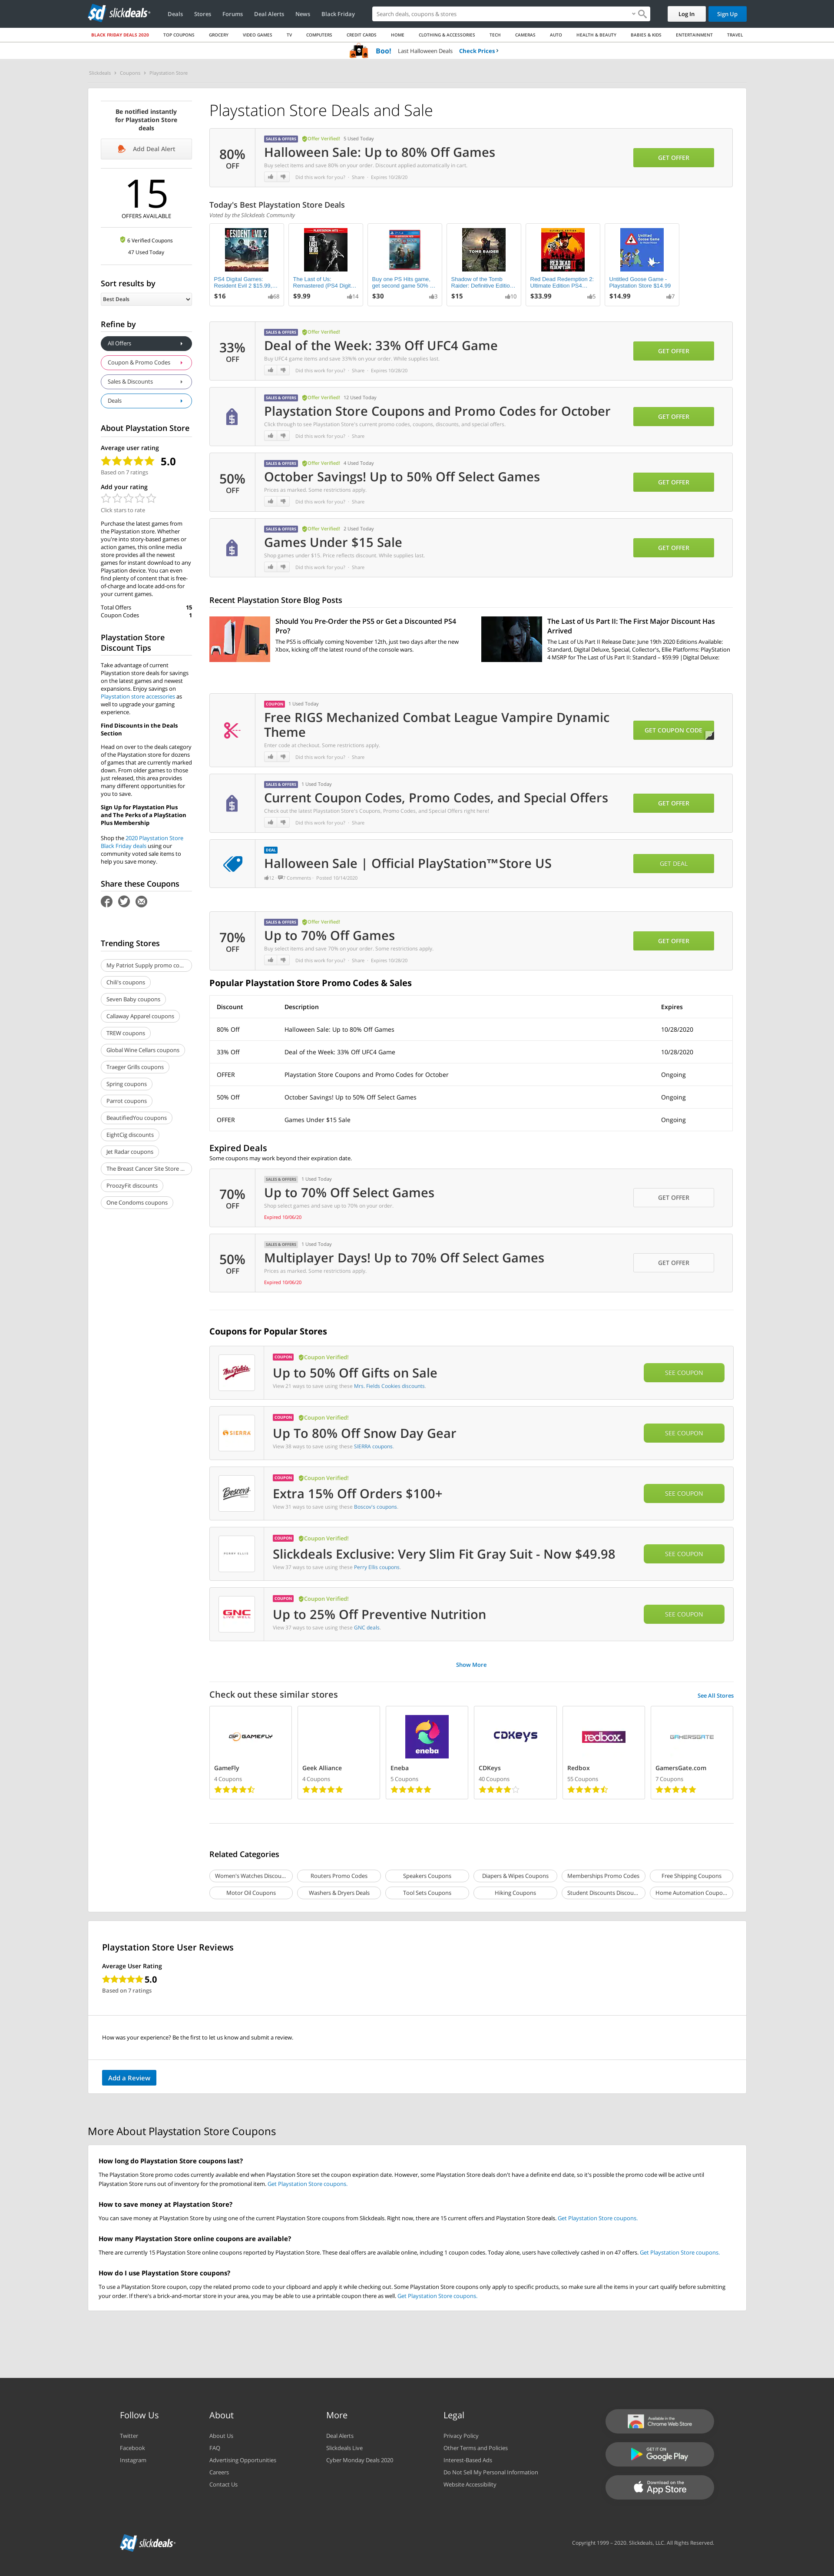 slickdeals
Deals Stores Forums Deal Alerts News Black Friday
Search deals, coupons & stores
Log In Sign Up
BLACK FRIDAY DEALS 2020 TOP COUPONS GROCERY VIDEO GAMES TV COMPUTERS CREDIT CARDS HOME CLOTHING & ACCESSORIES TECH CAMERAS AUTO HEALTH & BEAUTY BABIES & KIDS ENTERTAINMENT TRAVEL
Boo! Last Halloween Deals Check Prices ›
Slickdeals › Coupons › Playstation Store
Be notified instantly
for Playstation Store
deals
Add Deal Alert
15
OFFERS AVAILABLE
6 Verified Coupons
47 Used Today
Sort results by
Best Deals
Refine by
All Offers
Coupon & Promo Codes
Sales & Discounts
Deals
About Playstation Store
Average user rating
5.0
Based on 7 ratings
Add your rating
Click stars to rate
Purchase the latest games from
the Playstation store. Whether
you're into story-based games or
action games, this online media
store provides all the newest
games for instant download to any
Playsation device. You can even
find plenty of content that is free-
of-charge and locate add-ons for
your current games.
Total Offers 15
Coupon Codes 1
Playstation Store
Discount Tips
Take advantage of current
Playstation store deals for savings
on the latest games and newest
expansions. Enjoy savings on
Playstation store accessories as
well to upgrade your gaming
experience.
Find Discounts in the Deals
Section
Head on over to the deals category
of the Playstation store for dozens
of games that are currently marked
down. From older games to those
just released, this area provides
many different opportunities for
you to save.
Sign Up for Playstation Plus
and The Perks of a PlayStation
Plus Membership
Shop the 2020 Playstation Store
Black Friday deals using our
community voted sale items to
help you save money.
Share these Coupons
Trending Stores
My Patriot Supply promo co...
Chili's coupons
Seven Baby coupons
Callaway Apparel coupons
TREW coupons
Global Wine Cellars coupons
Traeger Grills coupons
Spring coupons
Parrot coupons
BeautifiedYou coupons
EightCig discounts
Jet Radar coupons
The Breast Cancer Site Store ...
ProozyFit discounts
One Condoms coupons
Playstation Store Deals and Sale
80%
OFF
SALES & OFFERS Offer Verified! 5 Used Today
Halloween Sale: Up to 80% Off Games
Buy select items and save 80% on your order. Discount applied automatically in cart.
Did this work for you? · Share · Expires 10/28/20
GET OFFER
Today's Best Playstation Store Deals
Voted by the Slickdeals Community
PS4 Digital Games:
Resident Evil 2 $15.99,...
$16 68
The Last of Us:
Remastered (PS4 Digit...
$9.99 14
Buy one PS Hits game,
get second game 50% ...
$30 3
Shadow of the Tomb
Raider: Definitive Editio...
$15 10
Red Dead Redemption 2:
Ultimate Edition PS4...
$33.99 5
Untitled Goose Game -
Playstation Store $14.99
$14.99 7
33%
OFF
SALES & OFFERS Offer Verified!
Deal of the Week: 33% Off UFC4 Game
Buy UFC4 game items and save 33%% on your order. While supplies last.
Did this work for you? · Share · Expires 10/28/20
GET OFFER
SALES & OFFERS Offer Verified! 12 Used Today
Playstation Store Coupons and Promo Codes for October
Click through to see Playstation Store's current promo codes, coupons, discounts, and special offers.
Did this work for you? · Share
GET OFFER
50%
OFF
SALES & OFFERS Offer Verified! 4 Used Today
October Savings! Up to 50% Off Select Games
Prices as marked. Some restrictions apply.
Did this work for you? · Share
GET OFFER
SALES & OFFERS Offer Verified! 2 Used Today
Games Under $15 Sale
Shop games under $15. Price reflects discount. While supplies last.
Did this work for you? · Share
GET OFFER
Recent Playstation Store Blog Posts
Should You Pre-Order the PS5 or Get a Discounted PS4
Pro?
The PS5 is officially coming November 12th, just two days after the new
Xbox, kicking off the latest round of the console wars.
The Last of Us Part II: The First Major Discount Has
Arrived
The Last of Us Part II Release Date: June 19th 2020 Editions Available:
Standard, Digital Deluxe, Special, Collector's, Ellie Platforms: PlayStation
4 MSRP for The Last of Us Part II: Standard – $59.99 |Digital Deluxe:
COUPON 1 Used Today
Free RIGS Mechanized Combat League Vampire Dynamic
Theme
Enter code at checkout. Some restrictions apply.
Did this work for you? · Share
GET COUPON CODE
SALES & OFFERS 1 Used Today
Current Coupon Codes, Promo Codes, and Special Offers
Check out the latest Playstation Store's Coupons, Promo Codes, and Special Offers right here!
Did this work for you? · Share
GET OFFER
DEAL
Halloween Sale | Official PlayStation™Store US
12 · 7 Comments · Posted 10/14/2020
GET DEAL
70%
OFF
SALES & OFFERS Offer Verified!
Up to 70% Off Games
Buy select items and save 70% on your order. Some restrictions apply.
Did this work for you? · Share · Expires 10/28/20
GET OFFER
Popular Playstation Store Promo Codes & Sales
Discount Description Expires
80% Off Halloween Sale: Up to 80% Off Games 10/28/2020
33% Off Deal of the Week: 33% Off UFC4 Game 10/28/2020
OFFER Playstation Store Coupons and Promo Codes for October Ongoing
50% Off October Savings! Up to 50% Off Select Games Ongoing
OFFER Games Under $15 Sale Ongoing
Expired Deals
Some coupons may work beyond their expiration date.
70%
OFF
SALES & OFFERS 1 Used Today
Up to 70% Off Select Games
Shop select games and save up to 70% on your order.
Expired 10/06/20
GET OFFER
50%
OFF
SALES & OFFERS 1 Used Today
Multiplayer Days! Up to 70% Off Select Games
Prices as marked. Some restrictions apply.
Expired 10/06/20
GET OFFER
Coupons for Popular Stores
Mrs. Fields
COUPON Coupon Verified!
Up to 50% Off Gifts on Sale
View 21 ways to save using these Mrs. Fields Cookies discounts.
SEE COUPON
SIERRA
COUPON Coupon Verified!
Up To 80% Off Snow Day Gear
View 38 ways to save using these SIERRA coupons.
SEE COUPON
Boscov's
COUPON Coupon Verified!
Extra 15% Off Orders $100+
View 31 ways to save using these Boscov's coupons.
SEE COUPON
PERRY ELLIS
COUPON Coupon Verified!
Slickdeals Exclusive: Very Slim Fit Gray Suit - Now $49.98
View 37 ways to save using these Perry Ellis coupons.
SEE COUPON
GNC
LIVE WELL
COUPON Coupon Verified!
Up to 25% Off Preventive Nutrition
View 37 ways to save using these GNC deals.
SEE COUPON
Show More
Check out these similar stores
See All Stores
GAMEFLY
GameFly
4 Coupons
Geek Alliance
4 Coupons
eneba
Eneba
5 Coupons
CDKeys
CDKeys
40 Coupons
redbox.
Redbox
55 Coupons
GAMERSGATE
GamersGate.com
7 Coupons
Related Categories
Women's Watches Discou... Routers Promo Codes Speakers Coupons Diapers & Wipes Coupons Memberships Promo Codes Free Shipping Coupons
Motor Oil Coupons Washers & Dryers Deals Tool Sets Coupons Hiking Coupons Student Discounts Discou... Home Automation Coupo...
Playstation Store User Reviews
Average User Rating
5.0
Based on 7 ratings
How was your experience? Be the first to let us know and submit a review.
Add a Review
More About Playstation Store Coupons
How long do Playstation Store coupons last?
The Playstation Store promo codes currently available end when Playstation Store set the coupon expiration date. However, some Playstation Store deals don't have a definite end date, so it's possible the promo code will be active until
Playstation Store runs out of inventory for the promotional item. Get Playstation Store coupons.
How to save money at Playstation Store?
You can save money at Playstation Store by using one of the current Playstation Store coupons from Slickdeals. Right now, there are 15 current offers and Playstation Store deals. Get Playstation Store coupons.
How many Playstation Store online coupons are available?
There are currently 15 Playstation Store online coupons reported by Playstation Store. These deal offers are available online, including 1 coupon codes. Today alone, users have collectively cashed in on 47 offers. Get Playstation Store coupons.
How do I use Playstation Store coupons?
To use a Playstation Store coupon, copy the related promo code to your clipboard and apply it while checking out. Some Playstation Store coupons only apply to specific products, so make sure all the items in your cart qualify before submitting
your order. If there's a brick-and-mortar store in your area, you may be able to use a printable coupon there as well. Get Playstation Store coupons.
Follow Us
Twitter
Facebook
Instagram
About
About Us
FAQ
Advertising Opportunities
Careers
Contact Us
More
Deal Alerts
Slickdeals Live
Cyber Monday Deals 2020
Legal
Privacy Policy
Other Terms and Policies
Interest-Based Ads
Do Not Sell My Personal Information
Website Accessibility
Available in the
Chrome Web Store
GET IT ON
Google Play
Download on the
App Store
slickdeals
Copyright 1999 – 2020. Slickdeals, LLC. All Rights Reserved.